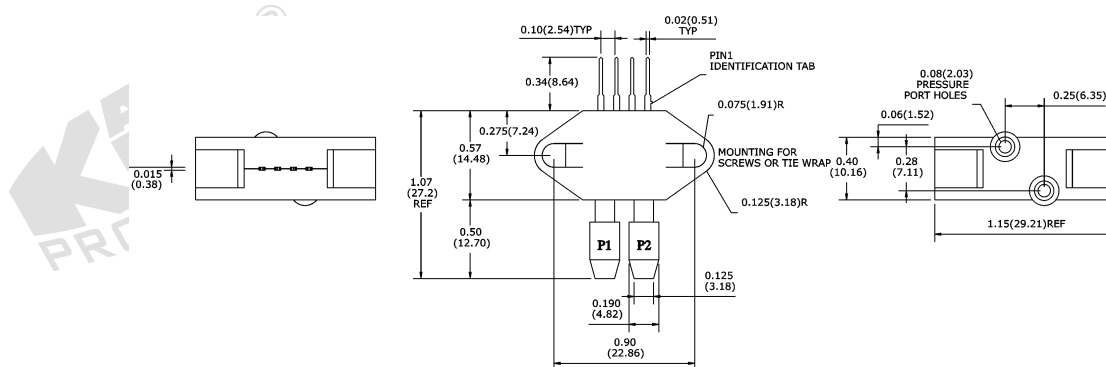 ®
K
PRO
0.015
(0.38)
0.10(2.54)TYP
0.02(0.51)
TYP
0.34(8.64)
PIN1
IDENTIFICATION TAB
0.275(7.24)
0.57
(14.48)
1.07
(27.2)
REF
0.50
(12.70)
0.075(1.91)R
MOUNTING FOR
SCREWS OR TIE WRAP
0.125(3.18)R
P1
P2
0.125
(3.18)
0.190
(4.82)
0.90
(22.86)
0.08(2.03)
PRESSURE
PORT HOLES
0.25(6.35)
0.06(1.52)
0.40
(10.16)
0.28
(7.11)
1.15(29.21)REF